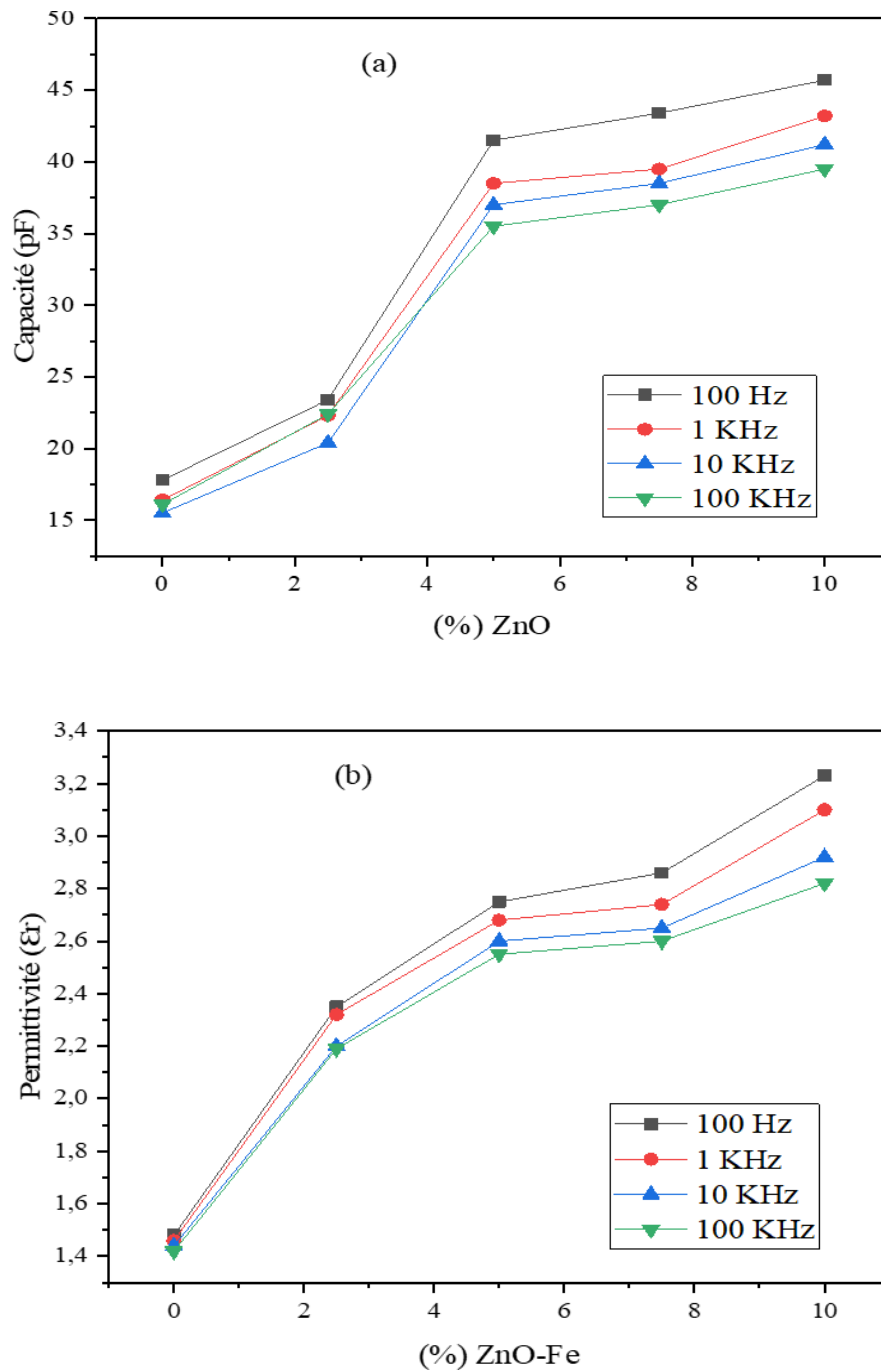 50
(a)
45
40
35
30
25
20
15
Capacité (pF)
100 Hz
1 KHz
10 KHz
100 KHz
0 2 4 6 8 10
(%) ZnO
3,4
(b)
3,2
3,0
2,8
2,6
2,4
2,2
2,0
1,8
1,6
1,4
Permittivité (Ɛr)
100 Hz
1 KHz
10 KHz
100 KHz
0 2 4 6 8 10
(%) ZnO-Fe